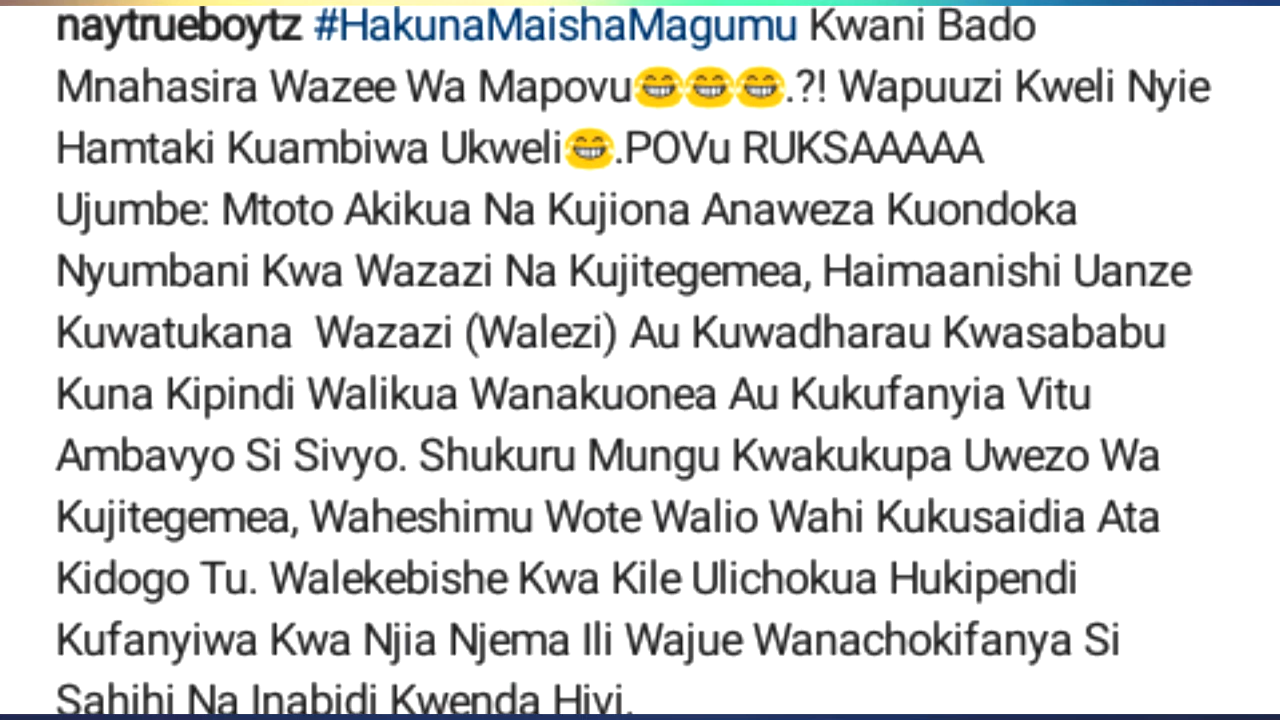 naytrueboytz #HakunaMaishaMagumu Kwani Bado
Mnahasira Wazee Wa Mapovu😂😂😂.?! Wapuuzi Kweli Nyie
Hamtaki Kuambiwa Ukweli😂.POVu RUKSAAAAA
Ujumbe: Mtoto Akikua Na Kujiona Anaweza Kuondoka
Nyumbani Kwa Wazazi Na Kujitegemea, Haimaanishi Uanze
Kuwatukana  Wazazi (Walezi) Au Kuwadharau Kwasababu
Kuna Kipindi Walikua Wanakuonea Au Kukufanyia Vitu
Ambavyo Si Sivyo. Shukuru Mungu Kwakukupa Uwezo Wa
Kujitegemea, Waheshimu Wote Walio Wahi Kukusaidia Ata
Kidogo Tu. Walekebishe Kwa Kile Ulichokua Hukipendi
Kufanyiwa Kwa Njia Njema Ili Wajue Wanachokifanya Si
Sahihi Na Inabidi Kwenda Hivi.